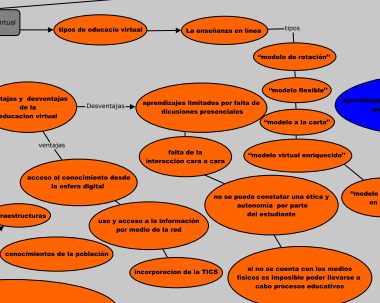 irtual
tipos de educacio virtual
La enseñanza en linea
tipos
“modelo de rotación”
“modelo flexible”
“modelo a la carta”
“modelo virtual enriquecido”
“modelo
en
tajas y desventajas
de la
educacion virtual
Desventajas
aprendizajes limitados por falta de
dicusiones presenciales
aprendizaje
falta de la
interacción cara a cara
ventajas
acceso al conocimiento desde
la esfera digital
no se puede constatar una ética y
autonomía por parte
del estudiante
raestructuras
uso y acceso a la información
por medio de la red
conocimientos de la población
incorporacion de la TICS
si no se cuenta con los medios
físicos es imposible poder llevarse a
cabo procesos educativos